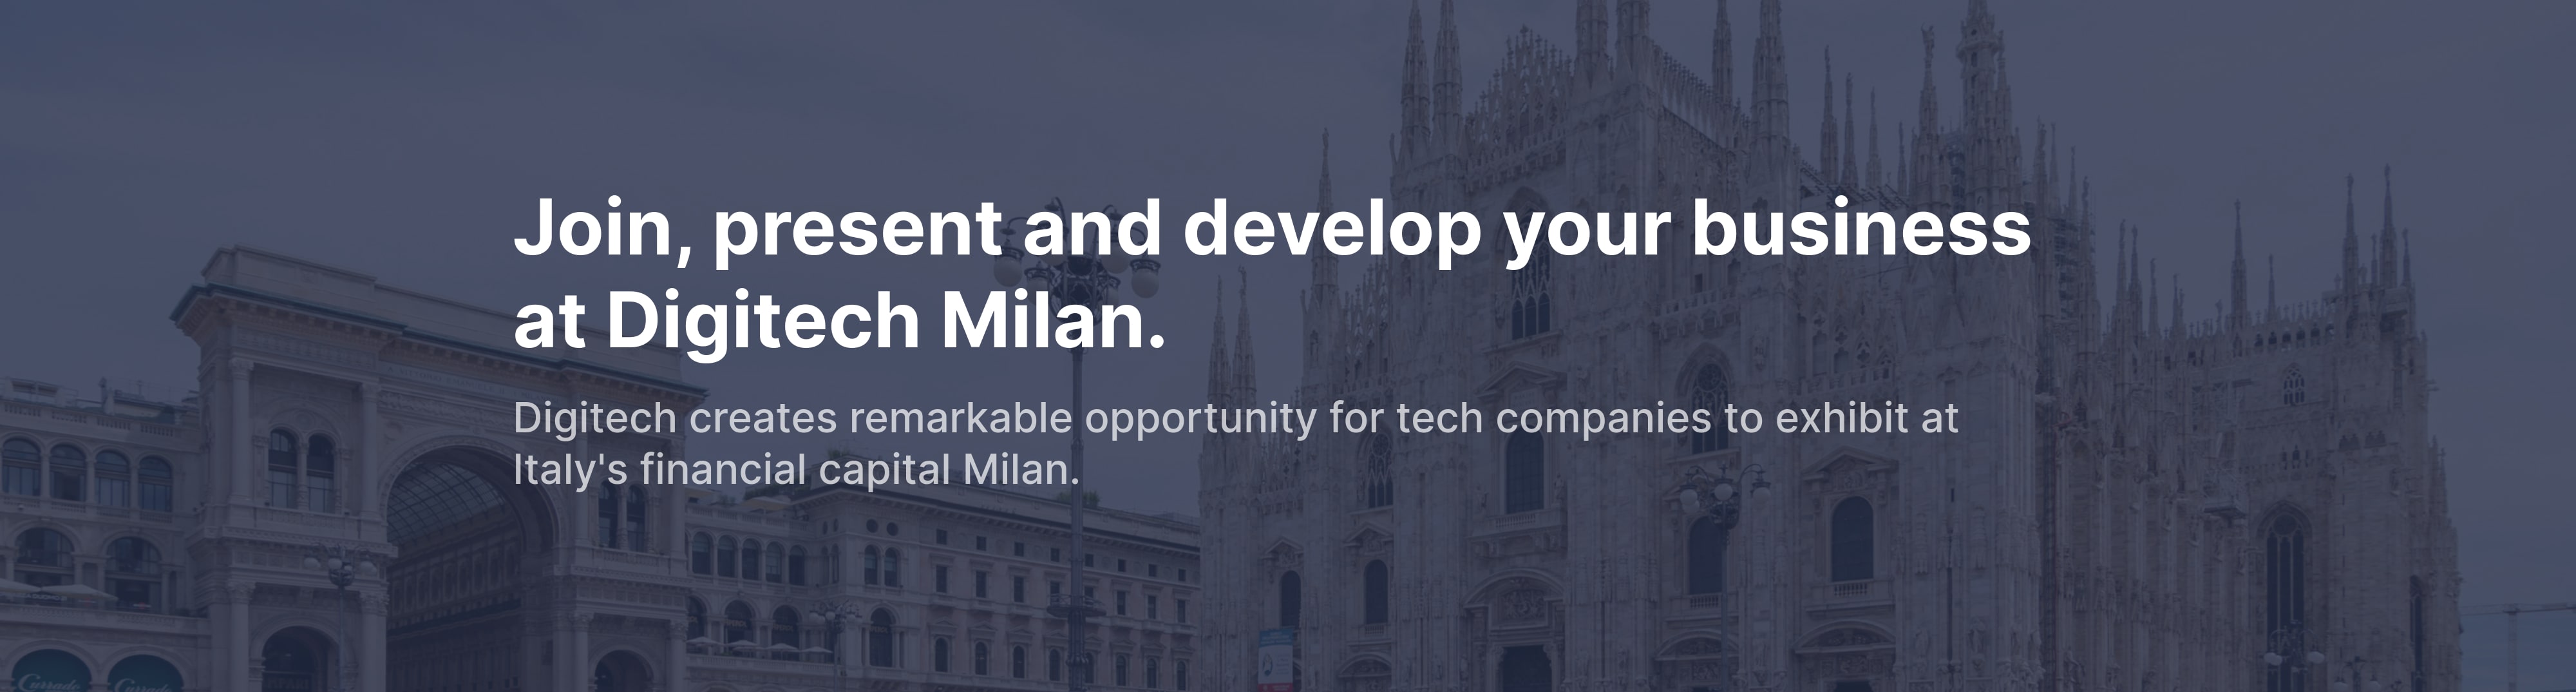 Join, present and develop your business
at Digitech Milan.
Digitech creates remarkable opportunity for tech companies to exhibit at
Italy's financial capital Milan.